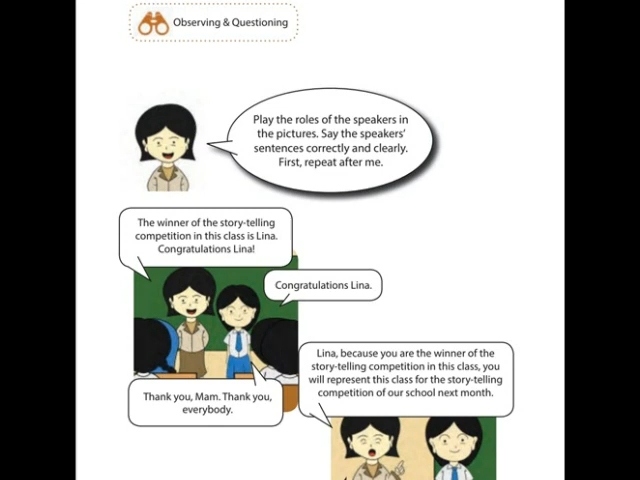 Observing & Questioning
Play the roles of the speakers in
the pictures. Say the speakers'
sentences correctly and clearly.
First, repeat after me.
The winner of the story-telling
competition in this class is Lina.
Congratulations Lina!
Congratulations Lina.
Thank you, Mam. Thank you,
everybody.
Lina, because you are the winner of the
story-telling competition in this class, you
will represent this class for the story-telling
competition of our school next month.